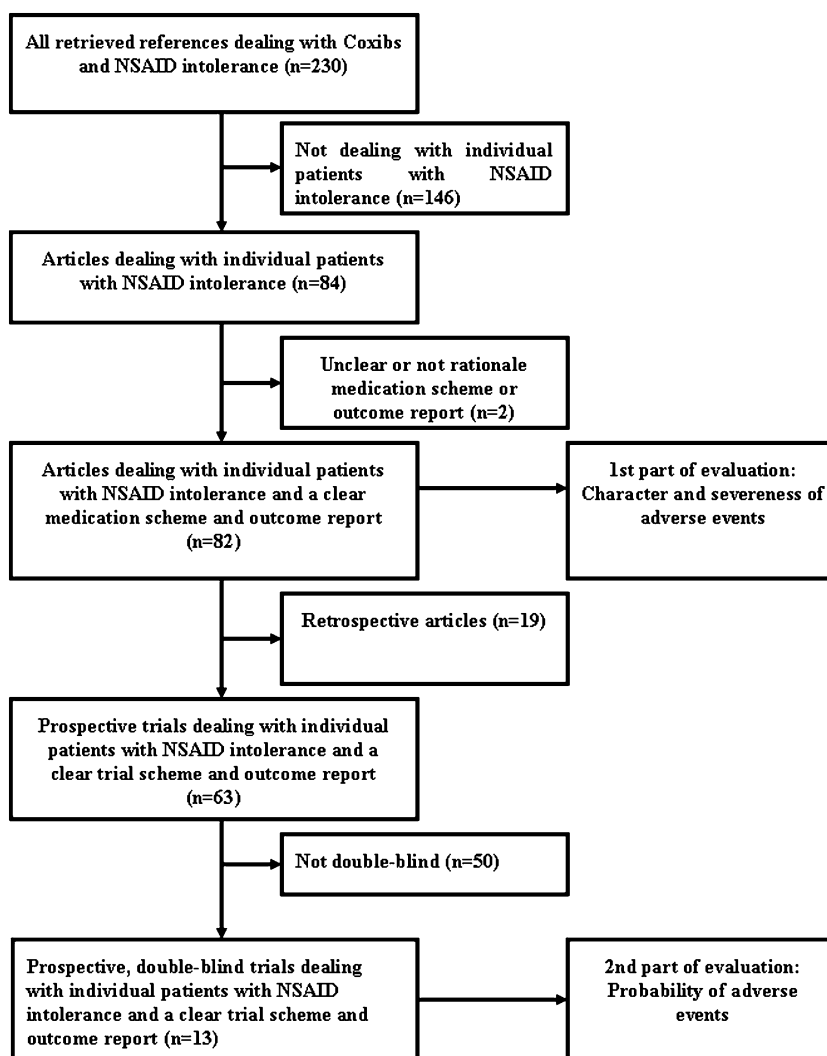 All retrieved references dealing with Coxibs
and NSAID intolerance (n=230)
Not dealing with individual
patients with NSAID
intolerance (n=146)
Articles dealing with individual patients
with NSAID intolerance (n=84)
Unclear or not rationale
medication scheme or
outcome report (n=2)
Articles dealing with individual patients
with NSAID intolerance and a clear
medication scheme and outcome report
(n=82)
1st part of evaluation:
Character and severeness of
adverse events
Retrospective articles (n=19)
Prospective trials dealing with individual
patients with NSAID intolerance and a
clear trial scheme and outcome report
(n=63)
Not double-blind (n=50)
Prospective, double-blind trials dealing
with individual patients with NSAID
intolerance and a clear trial scheme and
outcome report (n=13)
2nd part of evaluation:
Probability of adverse
events